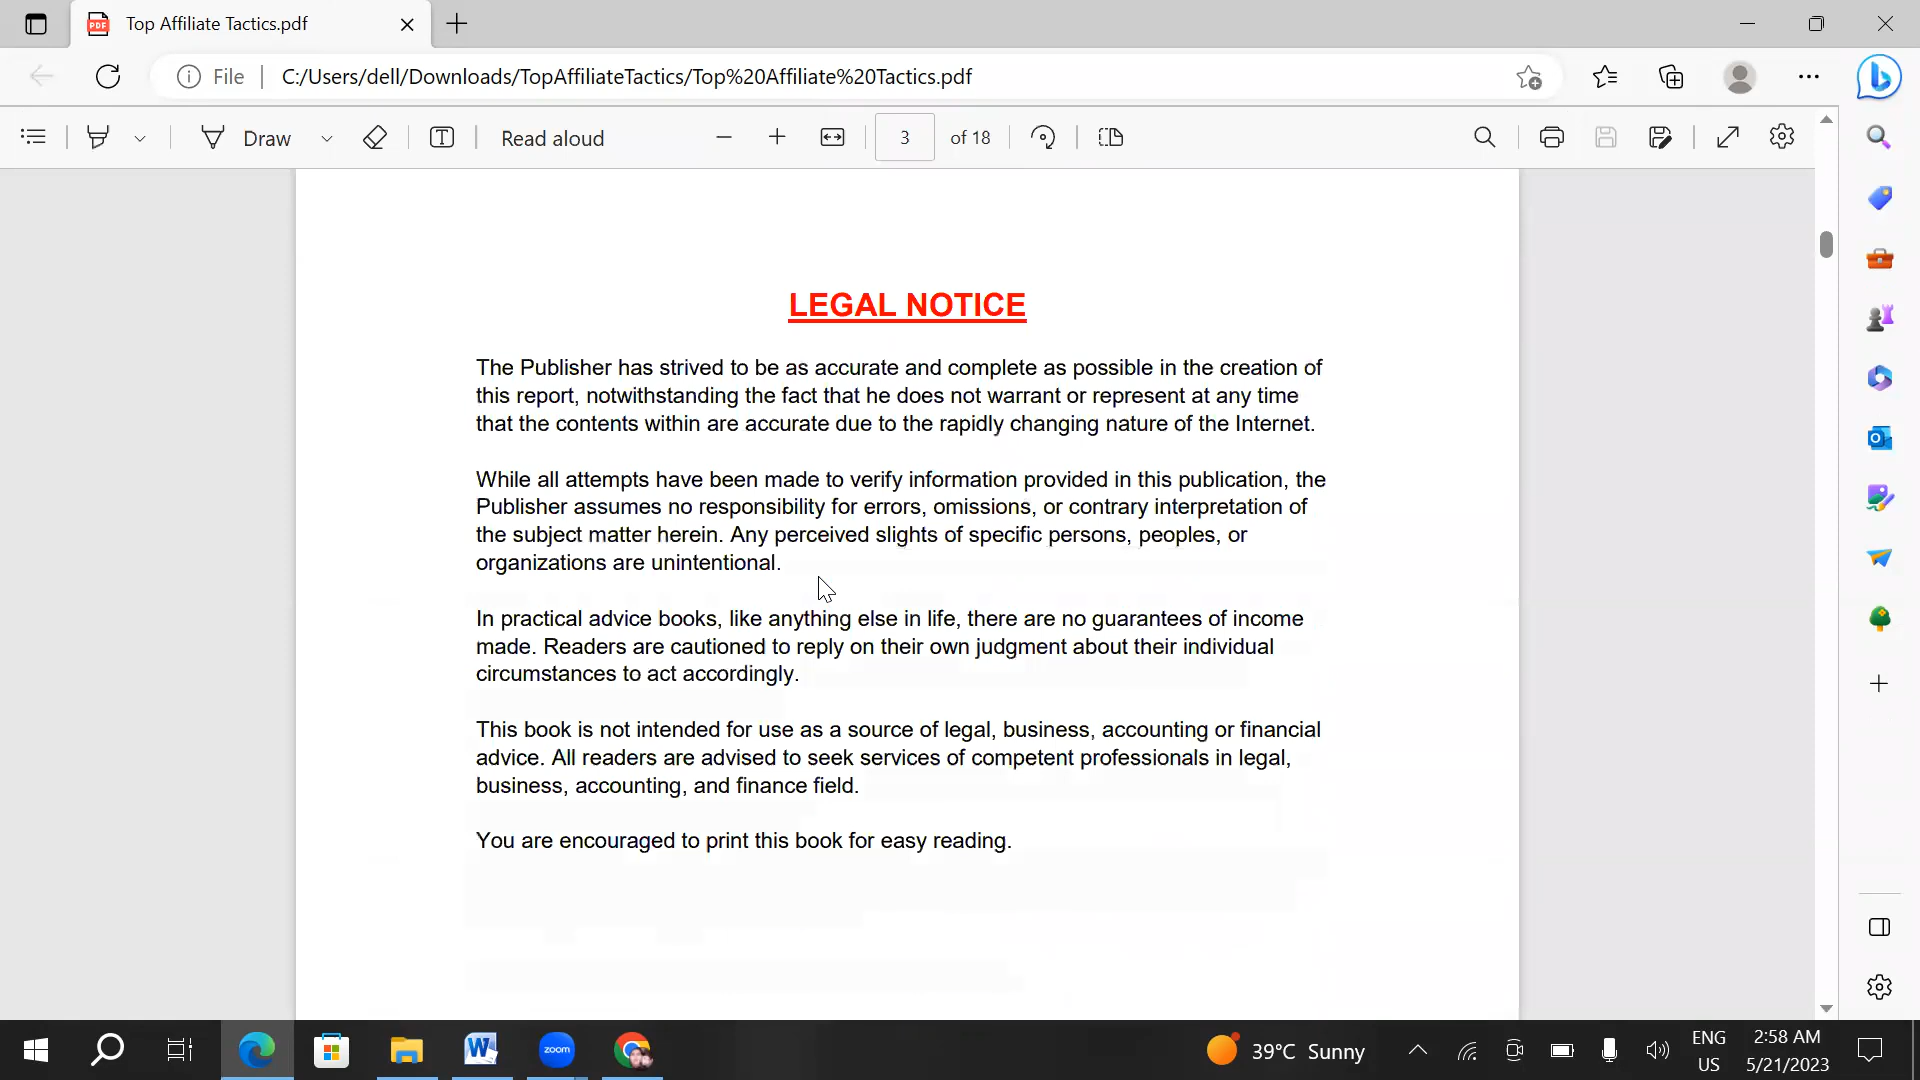 Top Affiliate Tactics.pdf
File
C:/Users/dell/Downloads/TopAffiliateTactics/Top%20Affiliate%20Tactics.pdf
Draw
Read aloud
3
of 18
LEGAL NOTICE
The Publisher has strived to be as accurate and complete as possible in the creation of
this report, notwithstanding the fact that he does not warrant or represent at any time
that the contents within are accurate due to the rapidly changing nature of the Internet.
While all attempts have been made to verify information provided in this publication, the
Publisher assumes no responsibility for errors, omissions, or contrary interpretation of
the subject matter herein. Any perceived slights of specific persons, peoples, or
organizations are unintentional.
In practical advice books, like anything else in life, there are no guarantees of income
made. Readers are cautioned to reply on their own judgment about their individual
circumstances to act accordingly.
This book is not intended for use as a source of legal, business, accounting or financial
advice. All readers are advised to seek services of competent professionals in legal,
business, accounting, and finance field.
You are encouraged to print this book for easy reading.
zoom
39°C Sunny
ENG
US
2:58 AM
5/21/2023